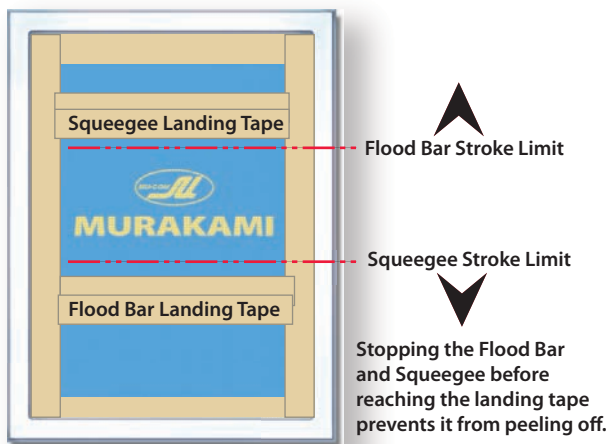 Squeegee Landing Tape
Flood Bar Stroke Limit
MURAKAMI
Squeegee Stroke Limit
Flood Bar Landing Tape
Stopping the Flood Bar
and Squeegee before
reaching the landing tape
prevents it from peeling off.